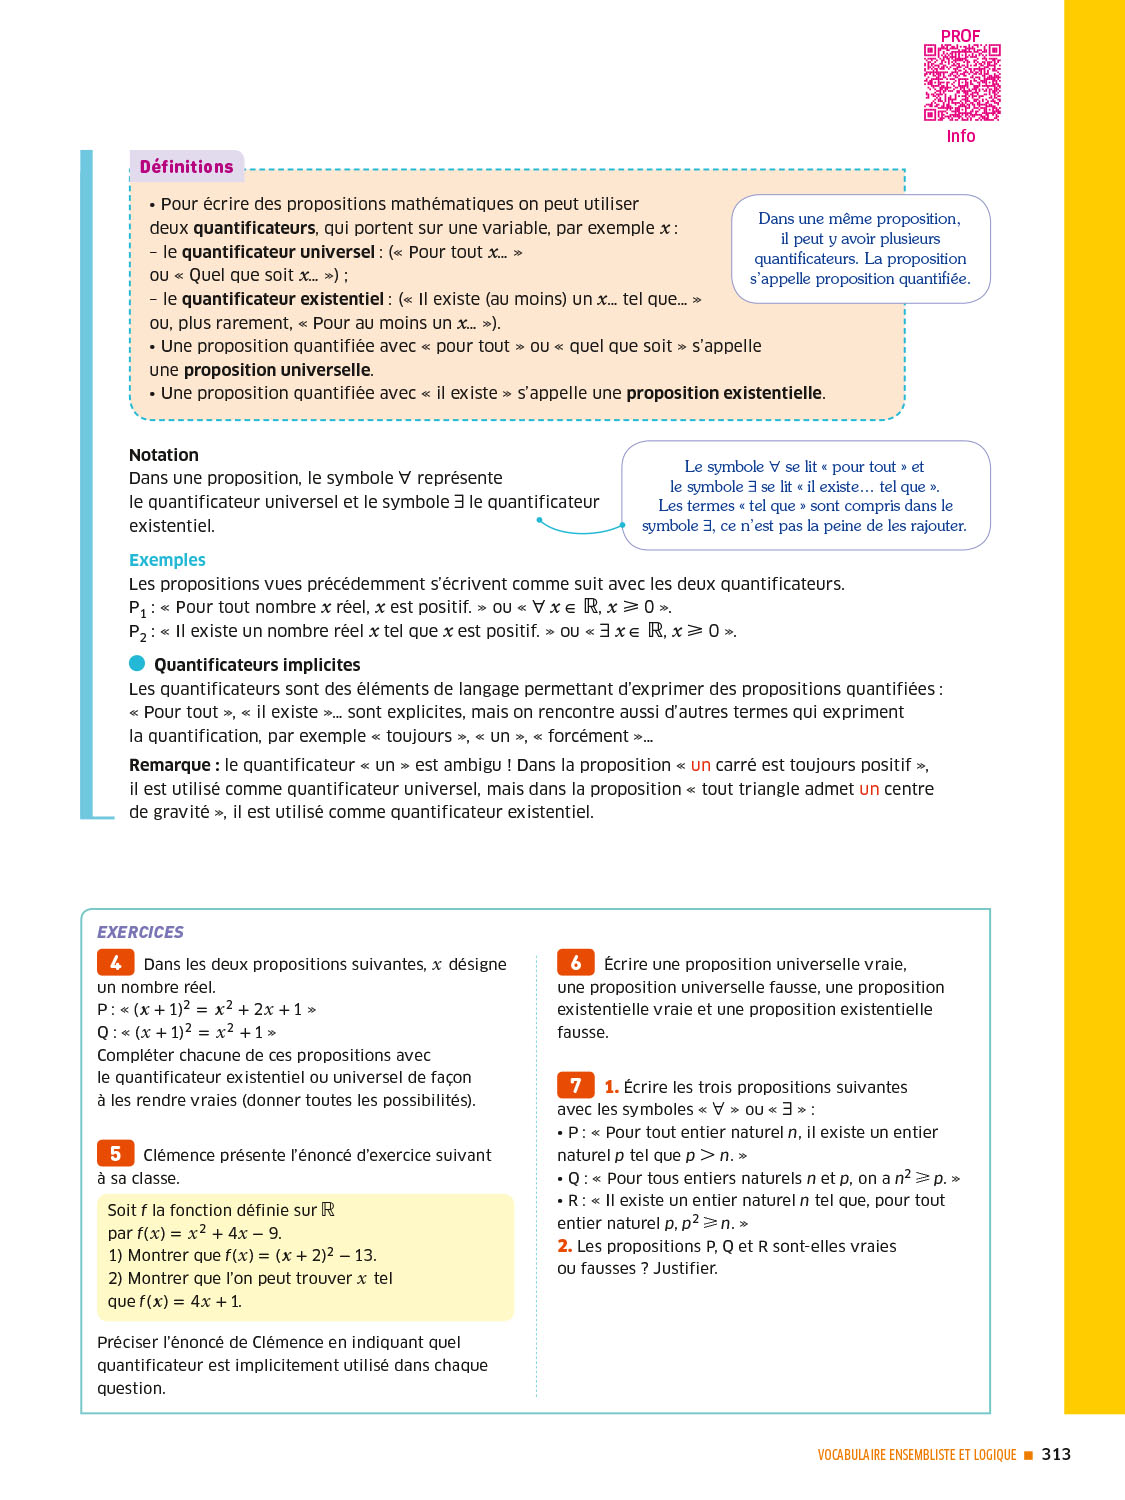 PROF
Info
Définitions
• Pour écrire des propositions mathématiques on peut utiliser
deux quantificateurs, qui portent sur une variable, par exemple x :
– le quantificateur universel : (« Pour tout x... »
ou « Quel que soit x... ») ;
– le quantificateur existentiel : (« Il existe (au moins) un x... tel que... »
ou, plus rarement, « Pour au moins un x... »).
• Une proposition quantifiée avec « pour tout » ou « quel que soit » s’appelle
une proposition universelle.
• Une proposition quantifiée avec « il existe » s’appelle une proposition existentielle.
Dans une même proposition,
il peut y avoir plusieurs
quantificateurs. La proposition
s’appelle proposition quantifiée.
Notation
Dans une proposition, le symbole ∀ représente
le quantificateur universel et le symbole ∃ le quantificateur
existentiel.
Le symbole ∀ se lit « pour tout » et
le symbole ∃ se lit « il existe… tel que ».
Les termes « tel que » sont compris dans le
symbole ∃, ce n’est pas la peine de les rajouter.
Exemples
Les propositions vues précédemment s’écrivent comme suit avec les deux quantificateurs.
P₁ : « Pour tout nombre x réel, x est positif. » ou « ∀ x ∈ ℝ, x ⩾ 0 ».
P₂ : « Il existe un nombre réel x tel que x est positif. » ou « ∃ x ∈ ℝ, x ⩾ 0 ».
Quantificateurs implicites
Les quantificateurs sont des éléments de langage permettant d’exprimer des propositions quantifiées :
« Pour tout », « il existe »... sont explicites, mais on rencontre aussi d’autres termes qui expriment
la quantification, par exemple « toujours », « un », « forcément »...
Remarque : le quantificateur « un » est ambigu ! Dans la proposition « un carré est toujours positif »,
il est utilisé comme quantificateur universel, mais dans la proposition « tout triangle admet un centre
de gravité », il est utilisé comme quantificateur existentiel.
EXERCICES
4 Dans les deux propositions suivantes, x désigne
un nombre réel.
P : « (x + 1)² = x² + 2x + 1 »
Q : « (x + 1)² = x² + 1 »
Compléter chacune de ces propositions avec
le quantificateur existentiel ou universel de façon
à les rendre vraies (donner toutes les possibilités).
5 Clémence présente l’énoncé d’exercice suivant
à sa classe.
Soit f la fonction définie sur ℝ
par f(x) = x² + 4x − 9.
1) Montrer que f(x) = (x + 2)² − 13.
2) Montrer que l’on peut trouver x tel
que f(x) = 4x + 1.
Préciser l’énoncé de Clémence en indiquant quel
quantificateur est implicitement utilisé dans chaque
question.
6 Écrire une proposition universelle vraie,
une proposition universelle fausse, une proposition
existentielle vraie et une proposition existentielle
fausse.
7 1. Écrire les trois propositions suivantes
avec les symboles « ∀ » ou « ∃ » :
• P : « Pour tout entier naturel n, il existe un entier
naturel p tel que p > n. »
• Q : « Pour tous entiers naturels n et p, on a n² ⩾ p. »
• R : « Il existe un entier naturel n tel que, pour tout
entier naturel p, p² ⩾ n. »
2. Les propositions P, Q et R sont-elles vraies
ou fausses ? Justifier.
VOCABULAIRE ENSEMBLISTE ET LOGIQUE ■ 313